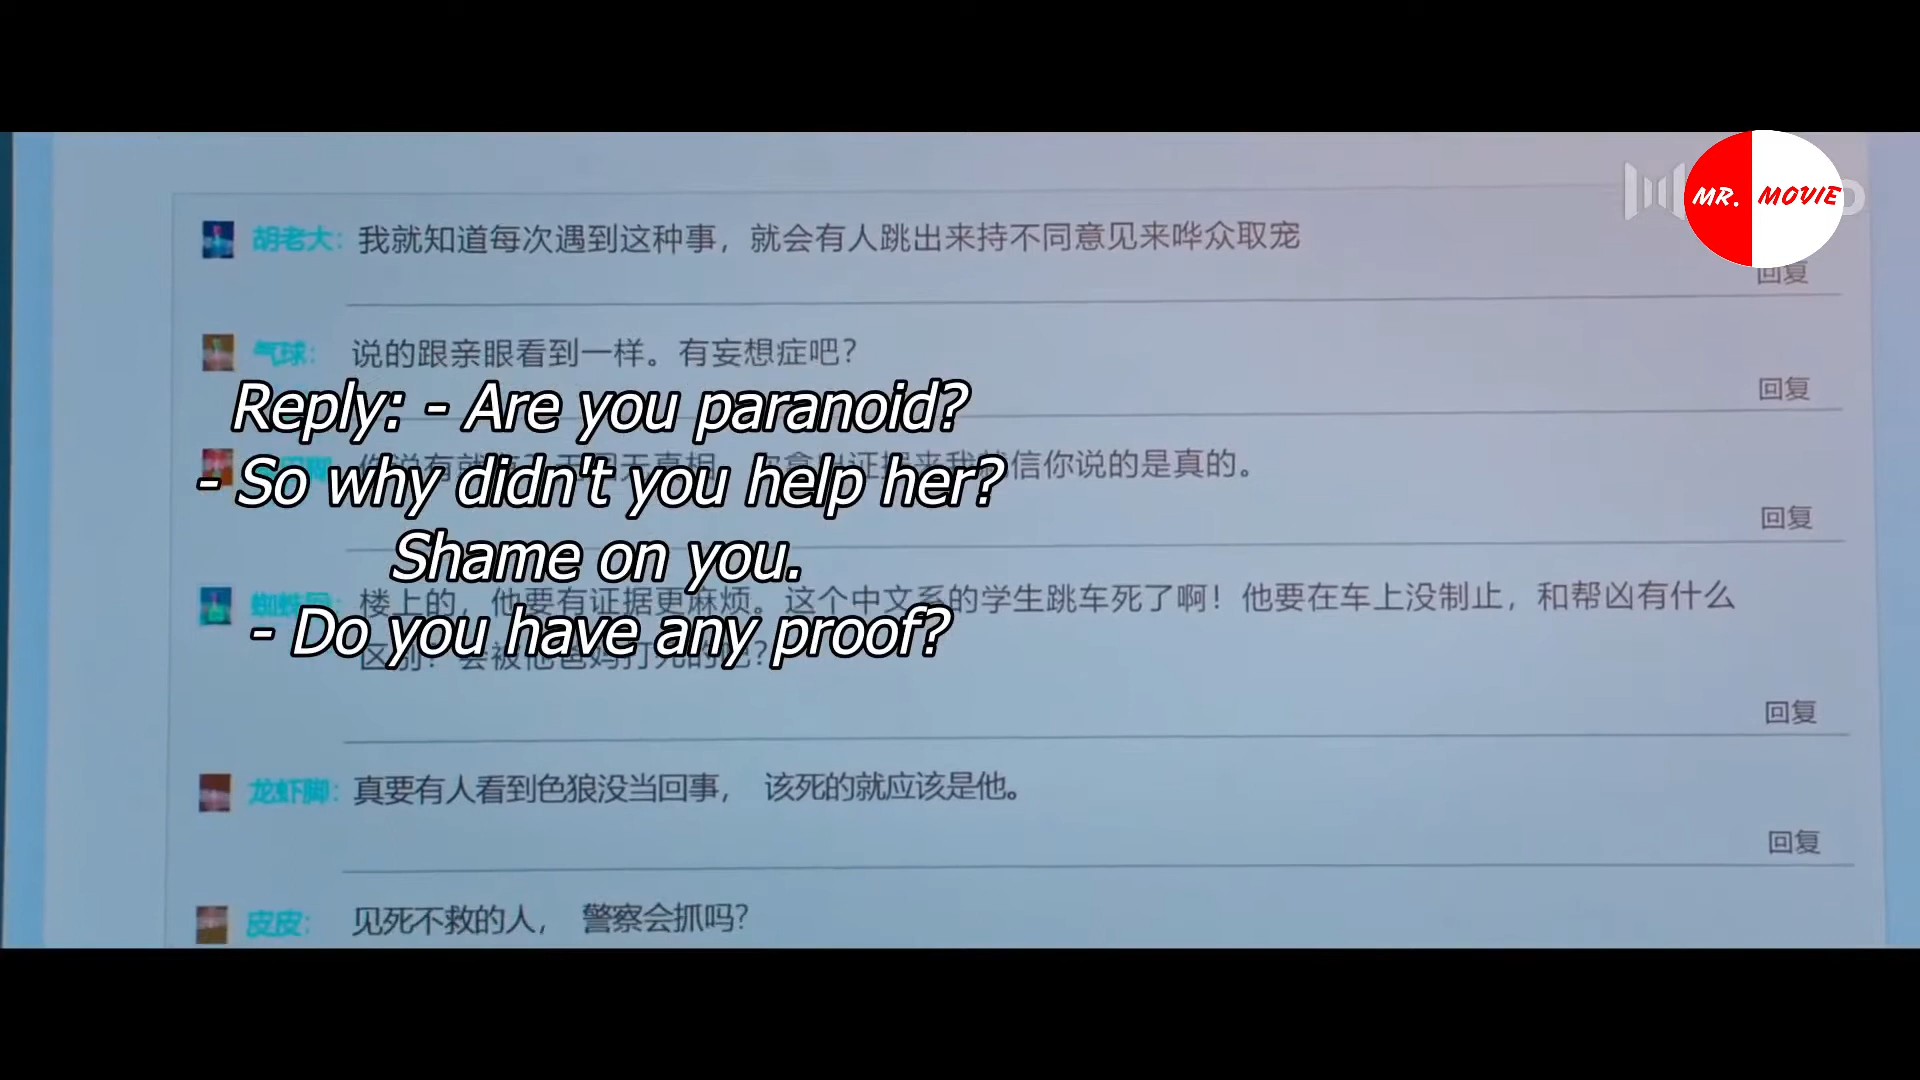 MR. MOVIE
胡老大: 我就知道每次遇到这种事，就会有人跳出来持不同意见来哗众取宠
回复
气球: 说的跟亲眼看到一样。有妄想症吧？
回复
Reply: - Are you paranoid?
信你说的是真的。
- So why didn't you help her?
回复
Shame on you.
楼上的，他要有证据更麻烦。这个中文系的学生跳车死了啊！他要在车上没制止，和帮凶有什么
- Do you have any proof?
回复
龙虾脚: 真要有人看到色狼没当回事， 该死的就应该是他。
回复
皮皮: 见死不救的人， 警察会抓吗？